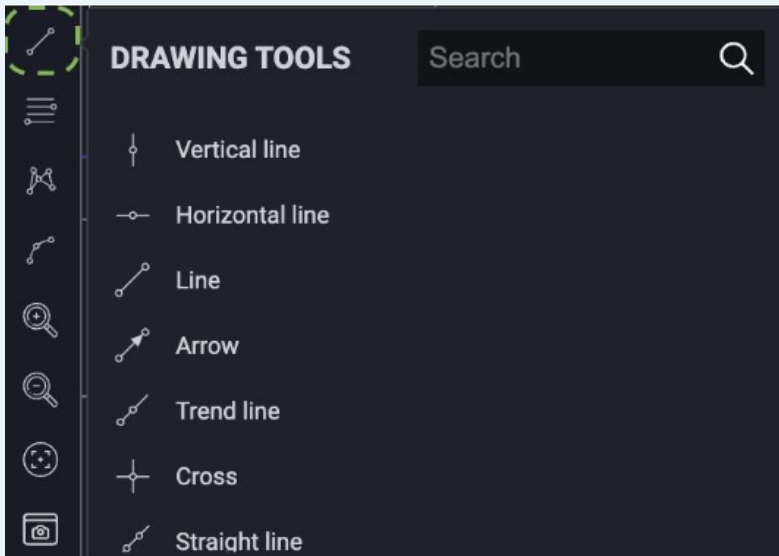 DRAWING TOOLS
Search
Vertical line
Horizontal line
Line
Arrow
Trend line
Cross
Straight line